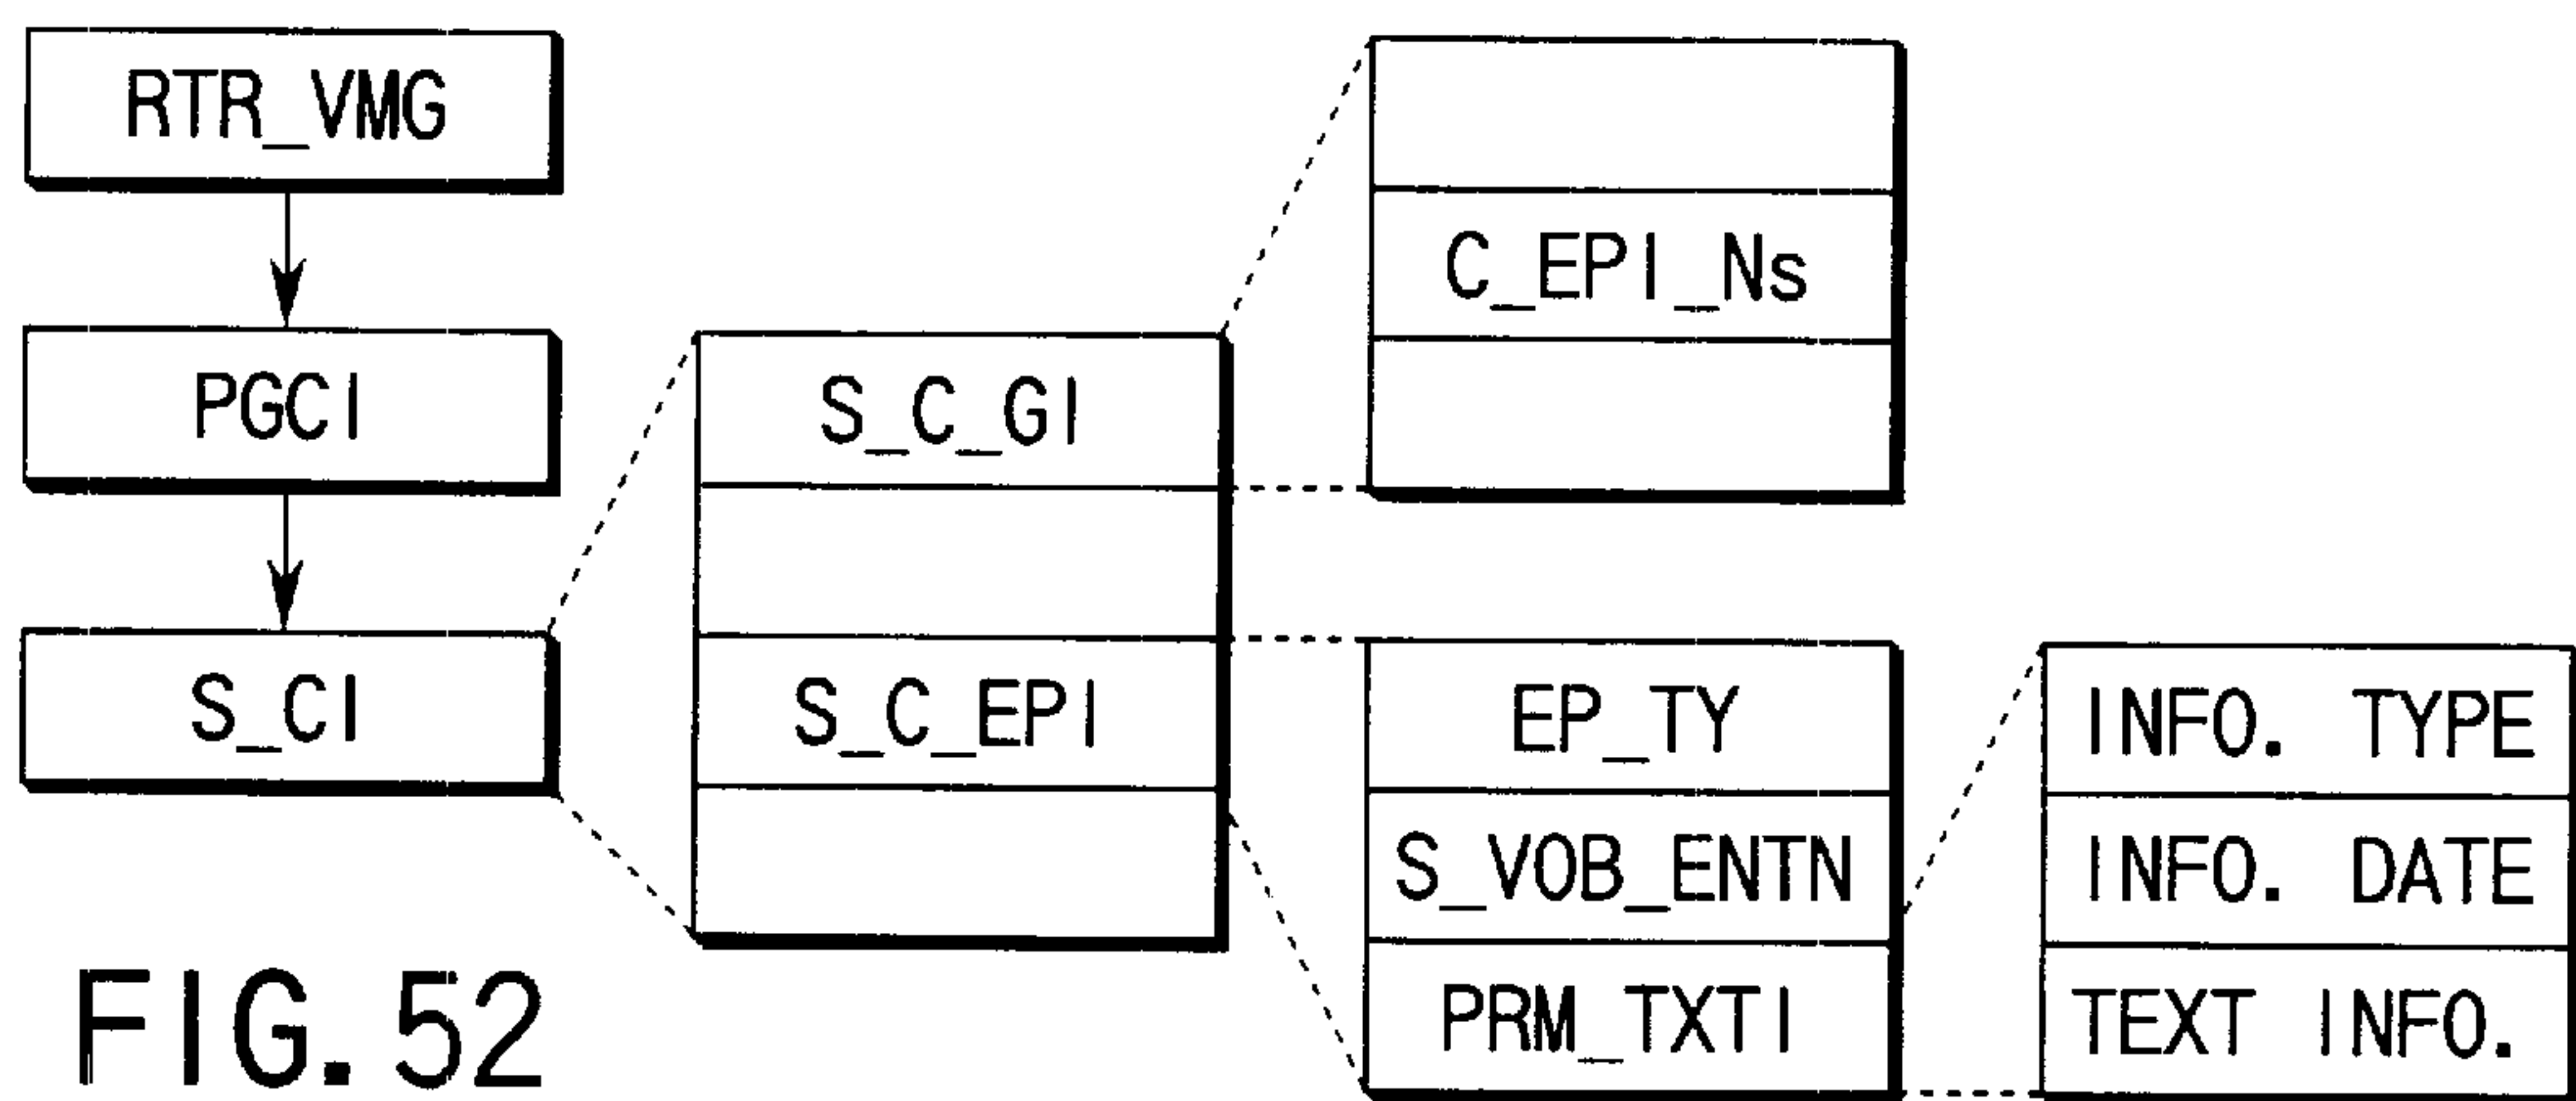 RTR_VMG
PGCI
S_CI
S_C_GI
S_C_EPI
C_EPI_Ns
EP_TY
S_VOB_ENTN
PRM_TXTI
INFO. TYPE
INFO. DATE
TEXT INFO.
FIG. 52